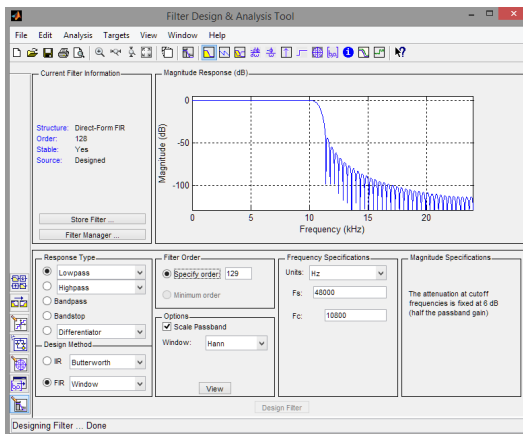 Filter Design & Analysis Tool
File Edit Analysis Targets View Window Help
Current Filter Information
Structure: Direct-Form FIR
Order: 128
Stable: Yes
Source: Designed
Store Filter ...
Filter Manager ...
Magnitude Response (dB)
Magnitude (dB)
0
-50
-100
0 5 10 15 20
Frequency (kHz)
Response Type
Lowpass
Highpass
Bandpass
Bandstop
Differentiator
Design Method
IIR Butterworth
FIR Window
Filter Order
Specify order: 129
Minimum order
Options
Scale Passband
Window: Hann
View
Frequency Specifications
Units: Hz
Fs: 48000
Fc: 10800
Magnitude Specifications
The attenuation at cutoff
frequencies is fixed at 6 dB
(half the passband gain)
Design Filter
Designing Filter ... Done